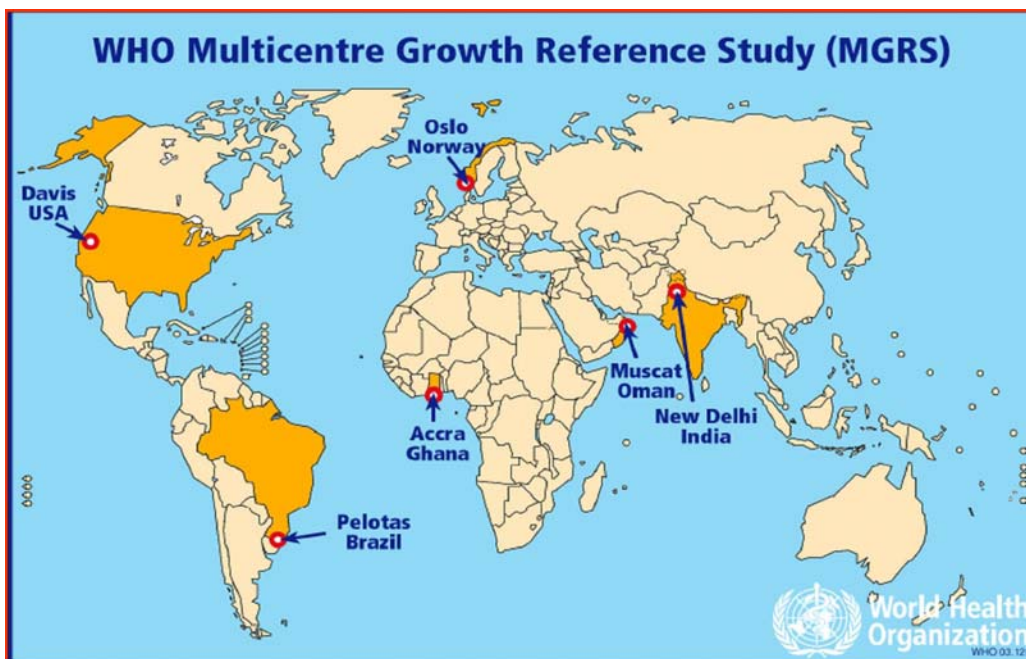 WHO Multicentre Growth Reference Study (MGRS)
Oslo
Norway
Davis
USA
Muscat
Oman
New Delhi
India
Accra
Ghana
Pelotas
Brazil
World Health
Organization
WHO